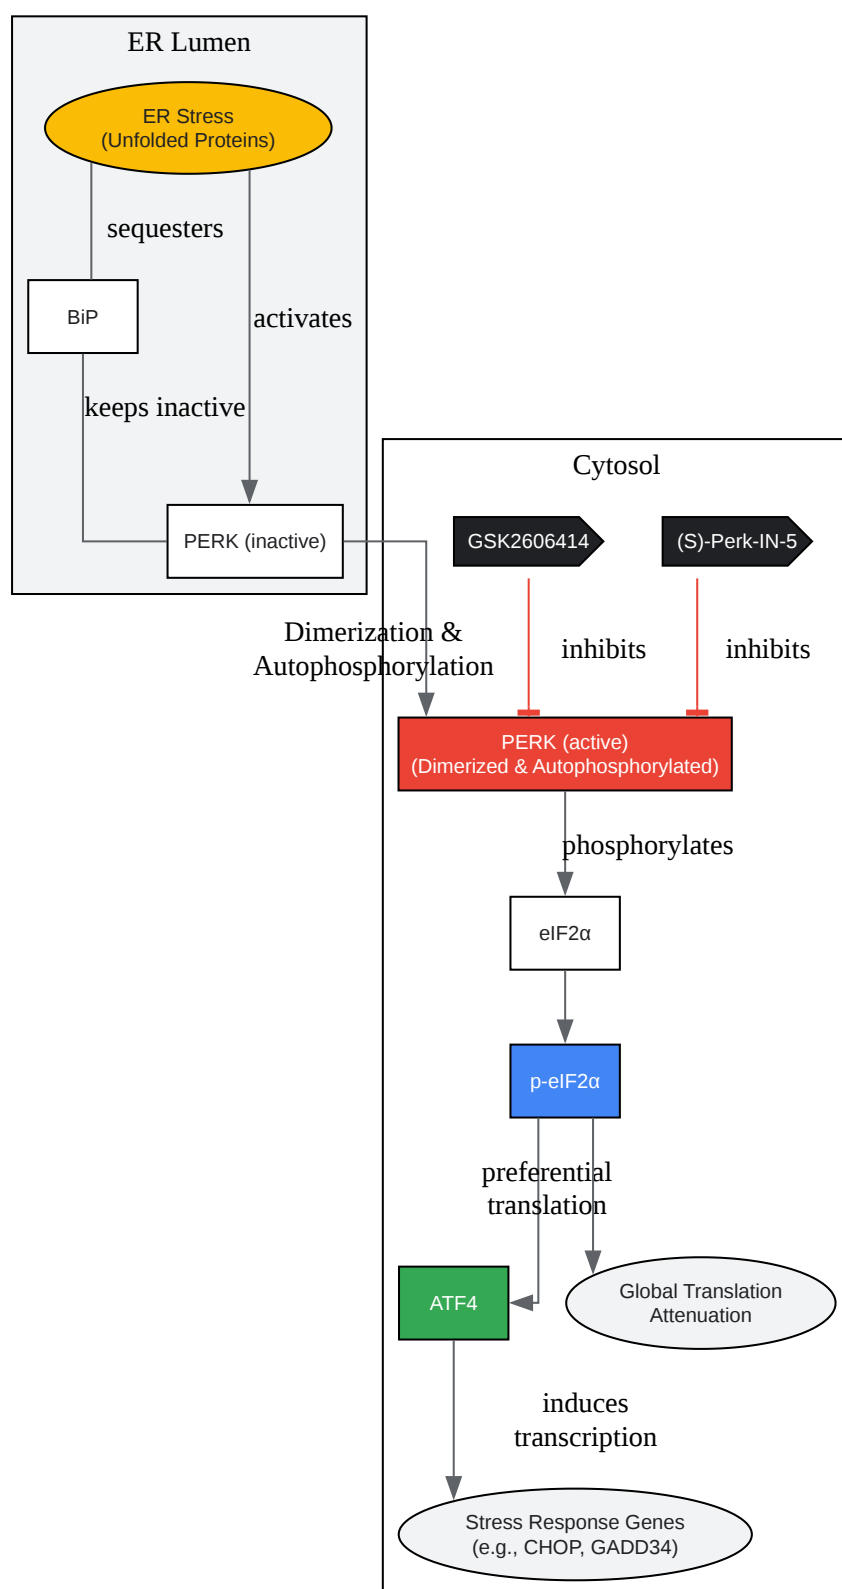 ER Lumen
ER Stress
(Unfolded Proteins)
sequesters
BiP
activates
keeps inactive
PERK (inactive)
Cytosol
GSK2606414
(S)-Perk-IN-5
Dimerization &
Autophosphorylation
inhibits
inhibits
PERK (active)
(Dimerized & Autophosphorylated)
phosphorylates
eIF2α
p-eIF2α
preferential
translation
ATF4
Global Translation
Attenuation
induces
transcription
Stress Response Genes
(e.g., CHOP, GADD34)